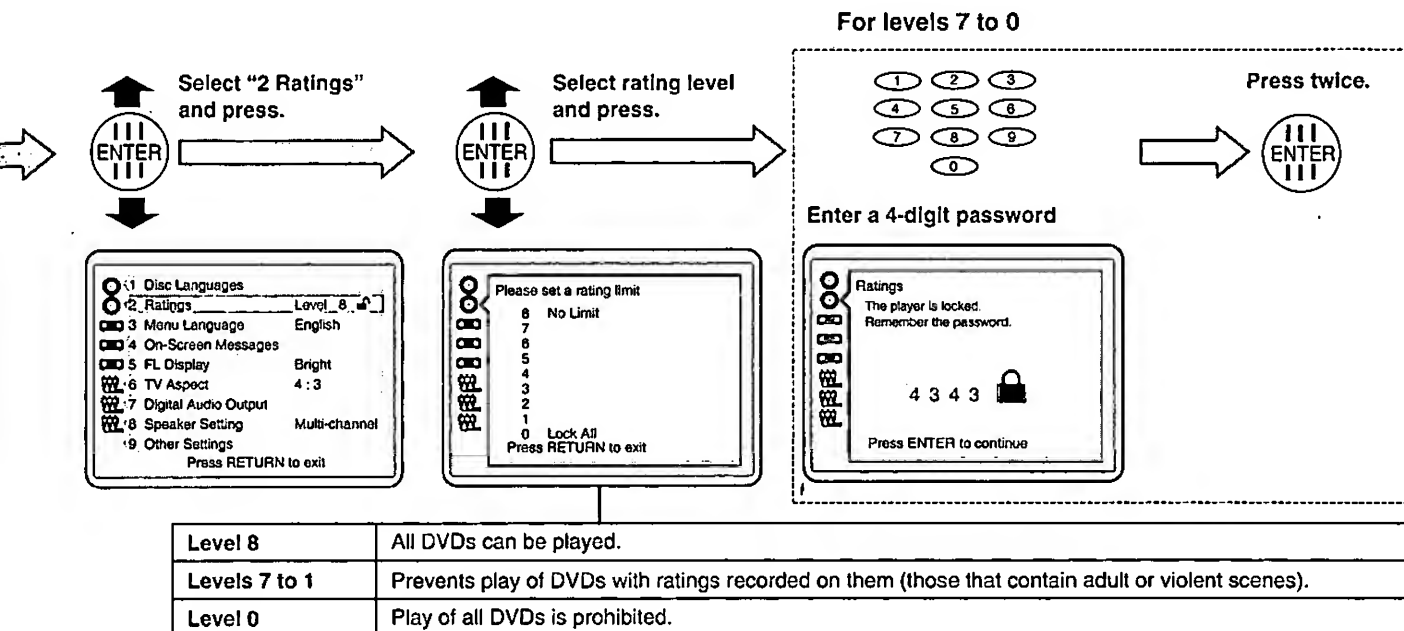 For levels 7 to 0
Select "2 Ratings"
and press.
ENTER
Select rating level
and press.
ENTER
1 2 3
4 5 6
7 8 9
0
Press twice.
ENTER
Enter a 4-digit password
1 Disc Languages
2 Ratings Level 8
3 Menu Language English
4 On-Screen Messages
5 FL Display Bright
6 TV Aspect 4 : 3
7 Digital Audio Output
8 Speaker Setting Multi-channel
9 Other Settings
Press RETURN to exit
Please set a rating limit
8 No Limit
7
6
5
4
3
2
1
0 Lock All
Press RETURN to exit
Ratings
The player is locked.
Remember the password.
4 3 4 3
Press ENTER to continue
Level 8 All DVDs can be played.
Levels 7 to 1 Prevents play of DVDs with ratings recorded on them (those that contain adult or violent scenes).
Level 0 Play of all DVDs is prohibited.